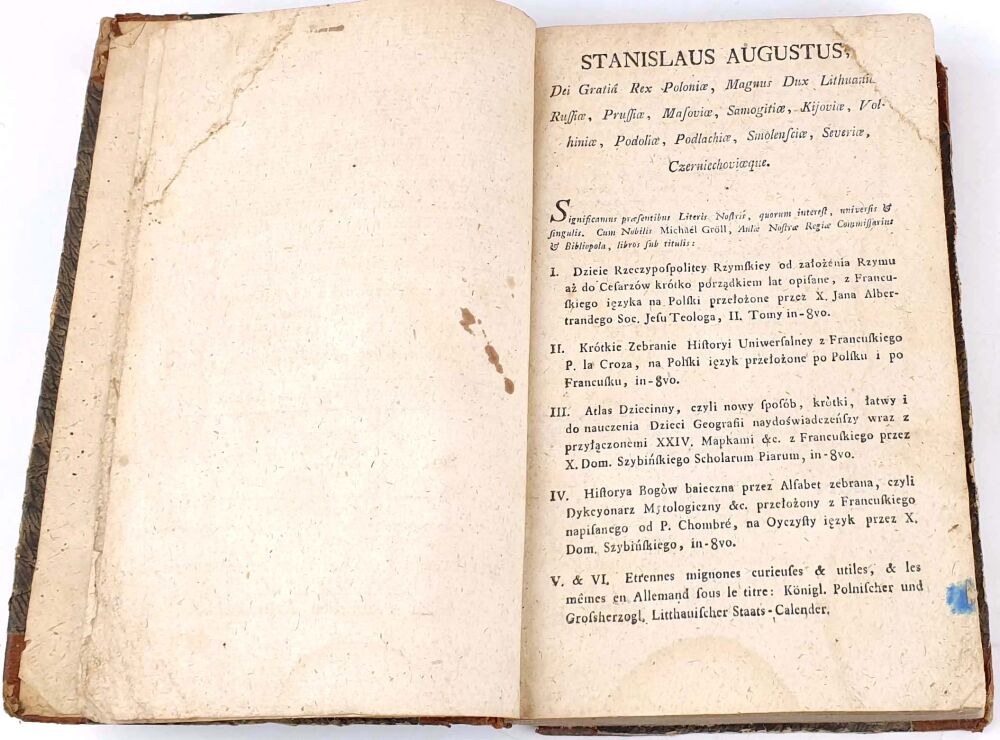 STANISLAUS AUGUSTUS,
Dei Gratiâ Rex Poloniæ, Magnus Dux Lithuaniæ
Ruſſiæ, Pruſſiæ, Maſoviæ, Samogitiæ, Kijoviæ, Vol-
hiniæ, Podoliæ, Podlachiæ, Smolenſciæ, Severiæ,
Czerniechoviæque.
Significamus præſentibus Literis Noſtris, quorum intereſt, univerſis &
ſingulis. Cum Nobilis Michaël Gröll, Aulæ Noſtræ Regiæ Commiſſarius
& Bibliopola, libros ſub titulis:
I. Dzieie Rzeczypoſpolitey Rzymſkiey od założenia Rzymu
aż do Ceſarzów krótko porządkiem lat opiſane, z Francu-
ſkiego ięzyka na Polſki przełożone przez X. Jana Alber-
trandego Soc. Jeſu Teologa, II. Tomy in-8vo.
II. Krótkie Zebranie Hiſtoryi Uniwerſalney z Francuſkiego
P. la Croza, na Polſki ięzyk przełożone po Polſku i po
Francuſku, in-8vo.
III. Atlas Dziecinny, czyli nowy ſpoſób, kròtki, łatwy i
do nauczenia Dzieci Geografii naydoświadczeńſzy wraz z
przyłączonemi XXIV. Mapkami &c. z Francuſkiego przez
X. Dom. Szybińſkiego Scholarum Piarum, in-8vo.
IV. Hiſtorya Bogòw baieczna przez Alfabet zebrana, czyli
Dykcyonarz Mytologiczny &c. przełożony z Francuſkiego
napiſanego od P. Chombré, na Oyczyſty ięzyk przez X.
Dom. Szybińſkiego, in-8vo.
V. & VI. Etrennes mignones curieuſes & utiles, & les
mêmes en Allemand ſous le titre: Königl. Polniſcher und
Groſsherzogl. Litthauiſcher Staats-Calender.